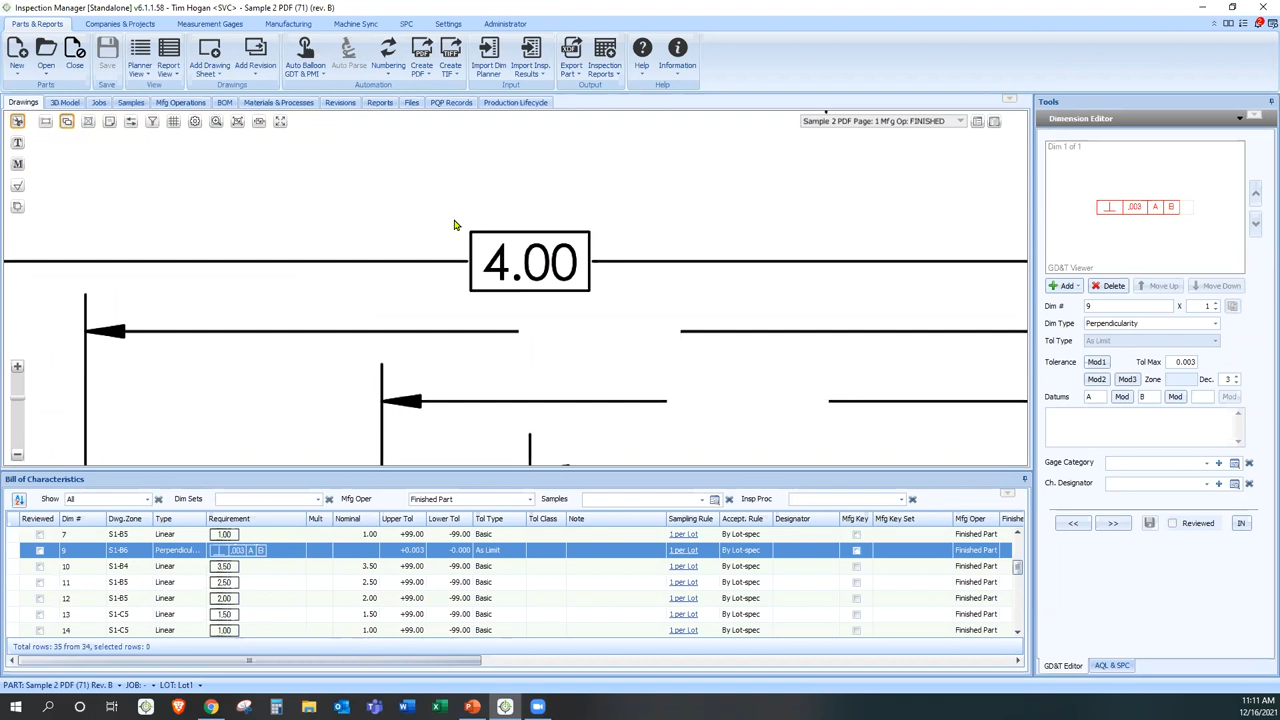 Inspection Manager [Standalone] v6.1.1.58 - Tim Hogan <SVC> - Sample 2 PDF (71) (rev. B)
Parts & Reports Companies & Projects Measurement Gages Manufacturing Machine Sync SPC Settings Administrator
New Open Close Save Planner View Report View Add Drawing Sheet Add Revision Auto Balloon GDT & PMI Auto Parse Numbering Create PDF Create TIF Import Dim Planner Import Insp. Results Export Part Inspection Reports Help Information
Parts Save View Drawings Automation Input Output Help
Drawings 3D Model Jobs Samples Mfg Operations BOM Materials & Processes Revisions Reports Files PQP Records Production Lifecycle
Sample 2 PDF Page: 1 Mfg Op: FINISHED
T
M
4.00
Tools
Dimension Editor
Dim 1 of 1
.003 A B
GD&T Viewer
Add Delete Move Up Move Down
Dim # 9 X 1
Dim Type Perpendicularity
Tol Type As Limit
Tolerance Mod1 Tol Max 0.003
Mod2 Mod3 Zone Dec. 3
Datums A Mod B Mod Mod
Gage Category
Ch. Designator
<< >> Reviewed IN
GD&T Editor AQL & SPC
Bill of Characteristics
Show All Dim Sets Mfg Oper Finished Part Samples Insp Proc
Reviewed Dim # Dwg.Zone Type Requirement Mult Nominal Upper Tol Lower Tol Tol Type Tol Class Note Sampling Rule Accept. Rule Designator Mfg Key Mfg Key Set Mfg Oper Finishe
7 S1-B5 Linear 1.00 1.00 +99.00 -99.00 Basic 1 per Lot By Lot-spec Finished Part
9 S1-B6 Perpendicul... .003 A B +0.003 -0.000 As Limit 1 per Lot By Lot-spec Finished Part
10 S1-B4 Linear 3.50 3.50 +99.00 -99.00 Basic 1 per Lot By Lot-spec Finished Part
11 S1-B5 Linear 2.50 2.50 +99.00 -99.00 Basic 1 per Lot By Lot-spec Finished Part
12 S1-B5 Linear 2.00 2.00 +99.00 -99.00 Basic 1 per Lot By Lot-spec Finished Part
13 S1-C5 Linear 1.50 1.50 +99.00 -99.00 Basic 1 per Lot By Lot-spec Finished Part
14 S1-C5 Linear 1.00 1.00 +99.00 -99.00 Basic 1 per Lot By Lot-spec Finished Part
Total rows: 35 from 34, selected rows: 0
PART: Sample 2 PDF (71) Rev. B JOB: - LOT: Lot1
11:11 AM
12/16/2021